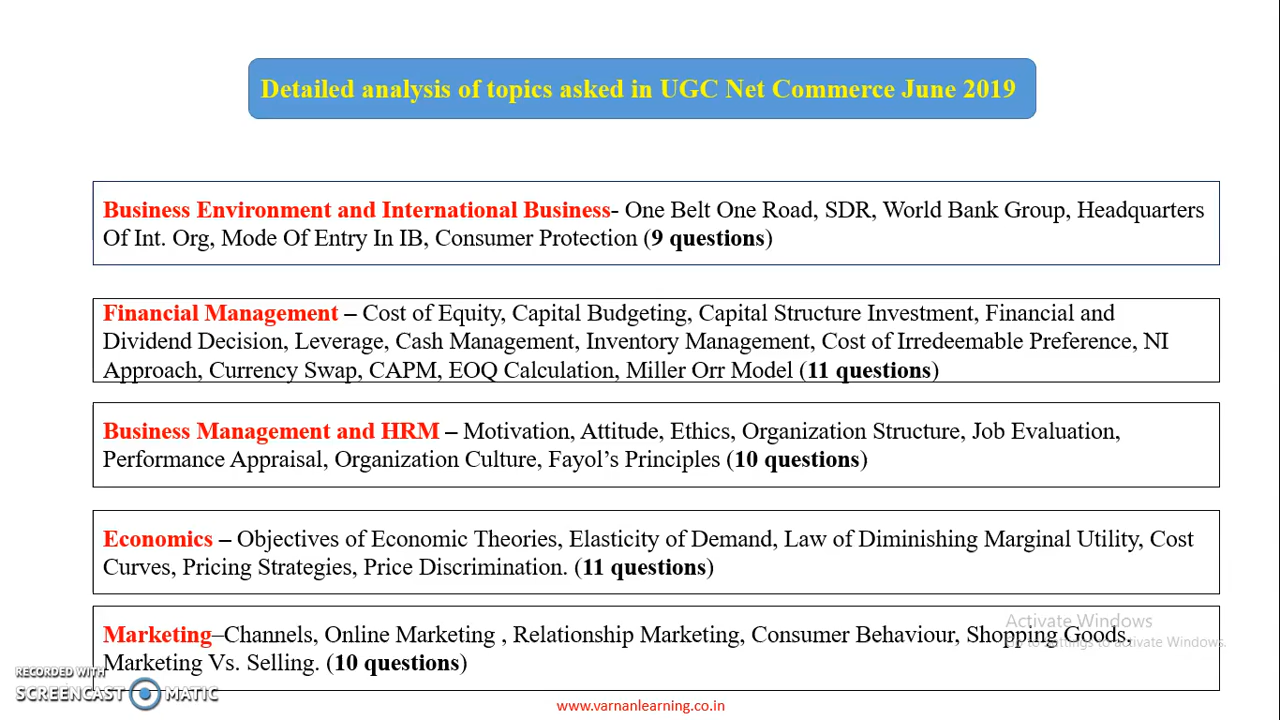 Detailed analysis of topics asked in UGC Net Commerce June 2019
Business Environment and International Business- One Belt One Road, SDR, World Bank Group, Headquarters
Of Int. Org, Mode Of Entry In IB, Consumer Protection (9 questions)
Financial Management – Cost of Equity, Capital Budgeting, Capital Structure Investment, Financial and
Dividend Decision, Leverage, Cash Management, Inventory Management, Cost of Irredeemable Preference, NI
Approach, Currency Swap, CAPM, EOQ Calculation, Miller Orr Model (11 questions)
Business Management and HRM – Motivation, Attitude, Ethics, Organization Structure, Job Evaluation,
Performance Appraisal, Organization Culture, Fayol’s Principles (10 questions)
Economics – Objectives of Economic Theories, Elasticity of Demand, Law of Diminishing Marginal Utility, Cost
Curves, Pricing Strategies, Price Discrimination. (11 questions)
Marketing–Channels, Online Marketing , Relationship Marketing, Consumer Behaviour, Shopping Goods,
Marketing Vs. Selling. (10 questions)
Activate Windows
Go to Settings to activate Windows.
RECORDED WITH
SCREENCAST MATIC
www.varnanlearning.co.in